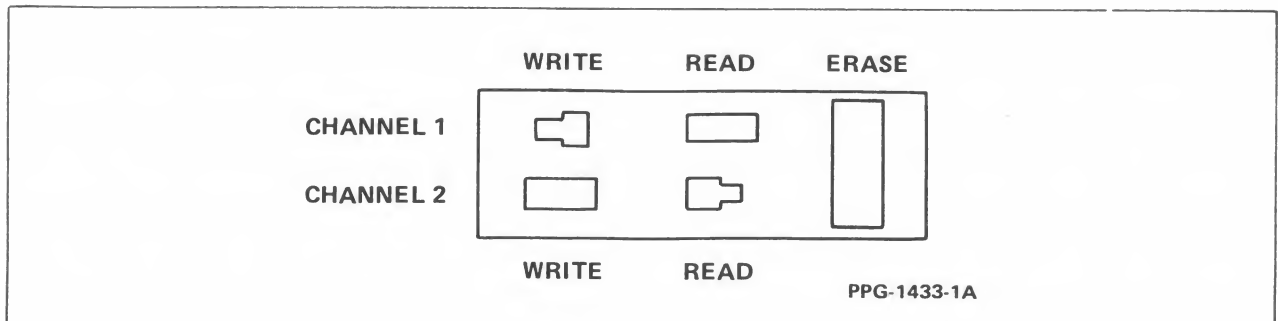 WRITE READ ERASE
CHANNEL 1
CHANNEL 2
WRITE READ
PPG-1433-1A